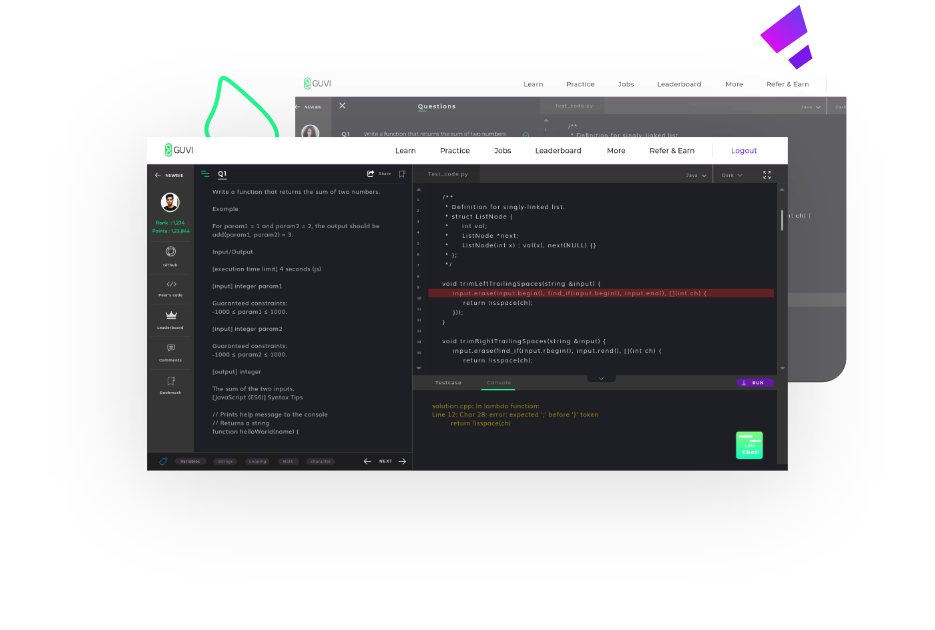 GUVI
Learn Practice Jobs Leaderboard More Refer & Earn
NEWBIE
Questions
Test_code.py
Java
Q1
Write a function that returns the sum of two numbers.
/**
* Definition for singly-linked list.
int ch) {
GUVI
Learn Practice Jobs Leaderboard More Refer & Earn Logout
NEWBIE
Rank : 1,234
GitHub
Peer's code
Leaderboard
Comments
Bookmark
Q1
Share
Write a function that returns the sum of two numbers.
Example
For param1 = 1 and param2 = 2, the output should be
add(param1, param2) = 3.
Input/Output
[execution time limit] 4 seconds (js)
[input] integer param1
Guaranteed constraints:
-1000 ≤ param1 ≤ 1000.
[input] integer param2
Guaranteed constraints:
-1000 ≤ param2 ≤ 1000.
[output] integer
The sum of the two inputs.
[JavaScript (ES6)] Syntax Tips
// Prints help message to the console
// Returns a string
function helloWorld(name) {
Variables strings Looping Math character
NEXT
Test_code.py
Java Dark
/**
* Definition for singly-linked list.
* struct ListNode {
* int val;
* ListNode *next;
* ListNode(int x) : val(x), next(NULL) {}
* };
*/
void trimLeftTrailingSpaces(string &input) {
input.erase(input.begin(), find_if(input.begin(), input.end(), [](int ch) {
return !isspace(ch);
}));
}
void trimRightTrailingSpaces(string &input) {
input.erase(find_if(input.rbegin(), input.rend(), [](int ch) {
return !isspace(ch);
Testcase Console
RUN
solution.cpp: In lambda function:
Line 12: Char 28: error: expected ';' before '}' token
return !isspace(ch)
Chat!